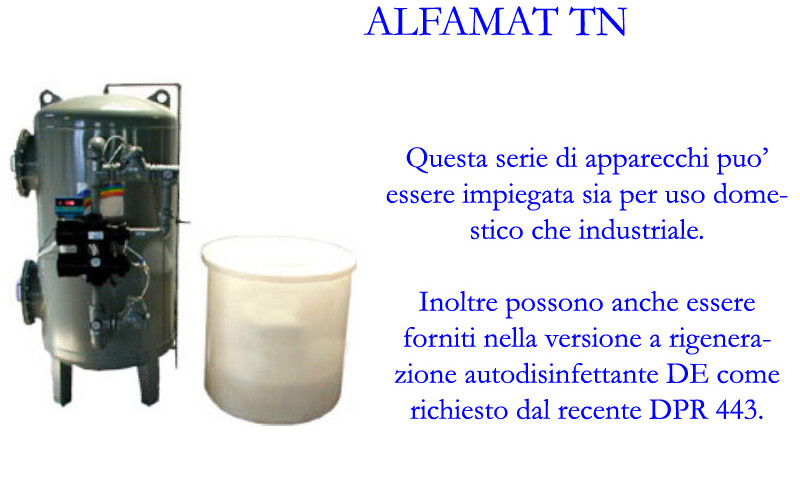 ALFAMAT TN
Questa serie di apparecchi puo’
essere impiegata sia per uso dome-
stico che industriale.
Inoltre possono anche essere
forniti nella versione a rigenera-
zione autodisinfettante DE come
richiesto dal recente DPR 443.